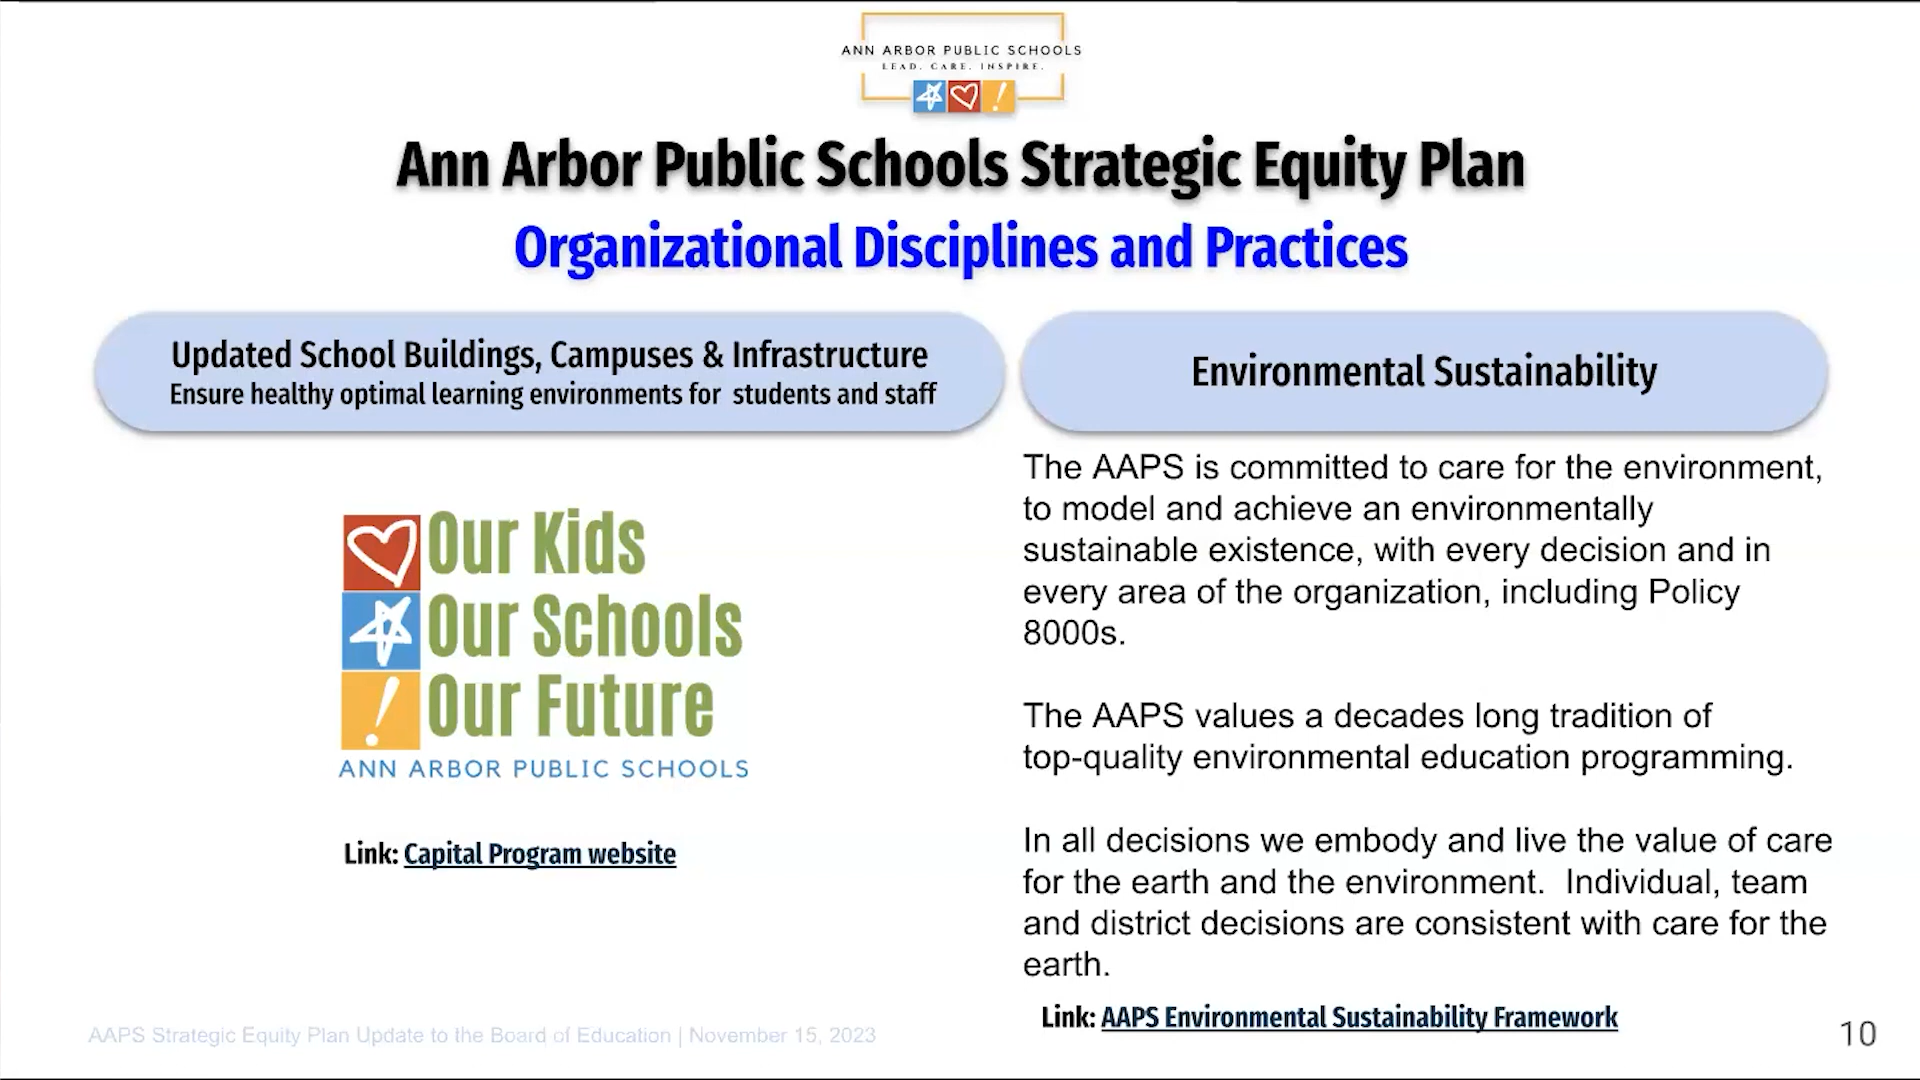 ANN ARBOR PUBLIC SCHOOLS
LEAD. CARE. INSPIRE.
Ann Arbor Public Schools Strategic Equity Plan
Organizational Disciplines and Practices
Updated School Buildings, Campuses & Infrastructure
Ensure healthy optimal learning environments for students and staff
Our Kids
Our Schools
Our Future
ANN ARBOR PUBLIC SCHOOLS
Link: Capital Program website
Environmental Sustainability
The AAPS is committed to care for the environment,
to model and achieve an environmentally
sustainable existence, with every decision and in
every area of the organization, including Policy
8000s.
The AAPS values a decades long tradition of
top-quality environmental education programming.
In all decisions we embody and live the value of care
for the earth and the environment.  Individual, team
and district decisions are consistent with care for the
earth.
Link: AAPS Environmental Sustainability Framework
AAPS Strategic Equity Plan Update to the Board of Education | November 15, 2023
10